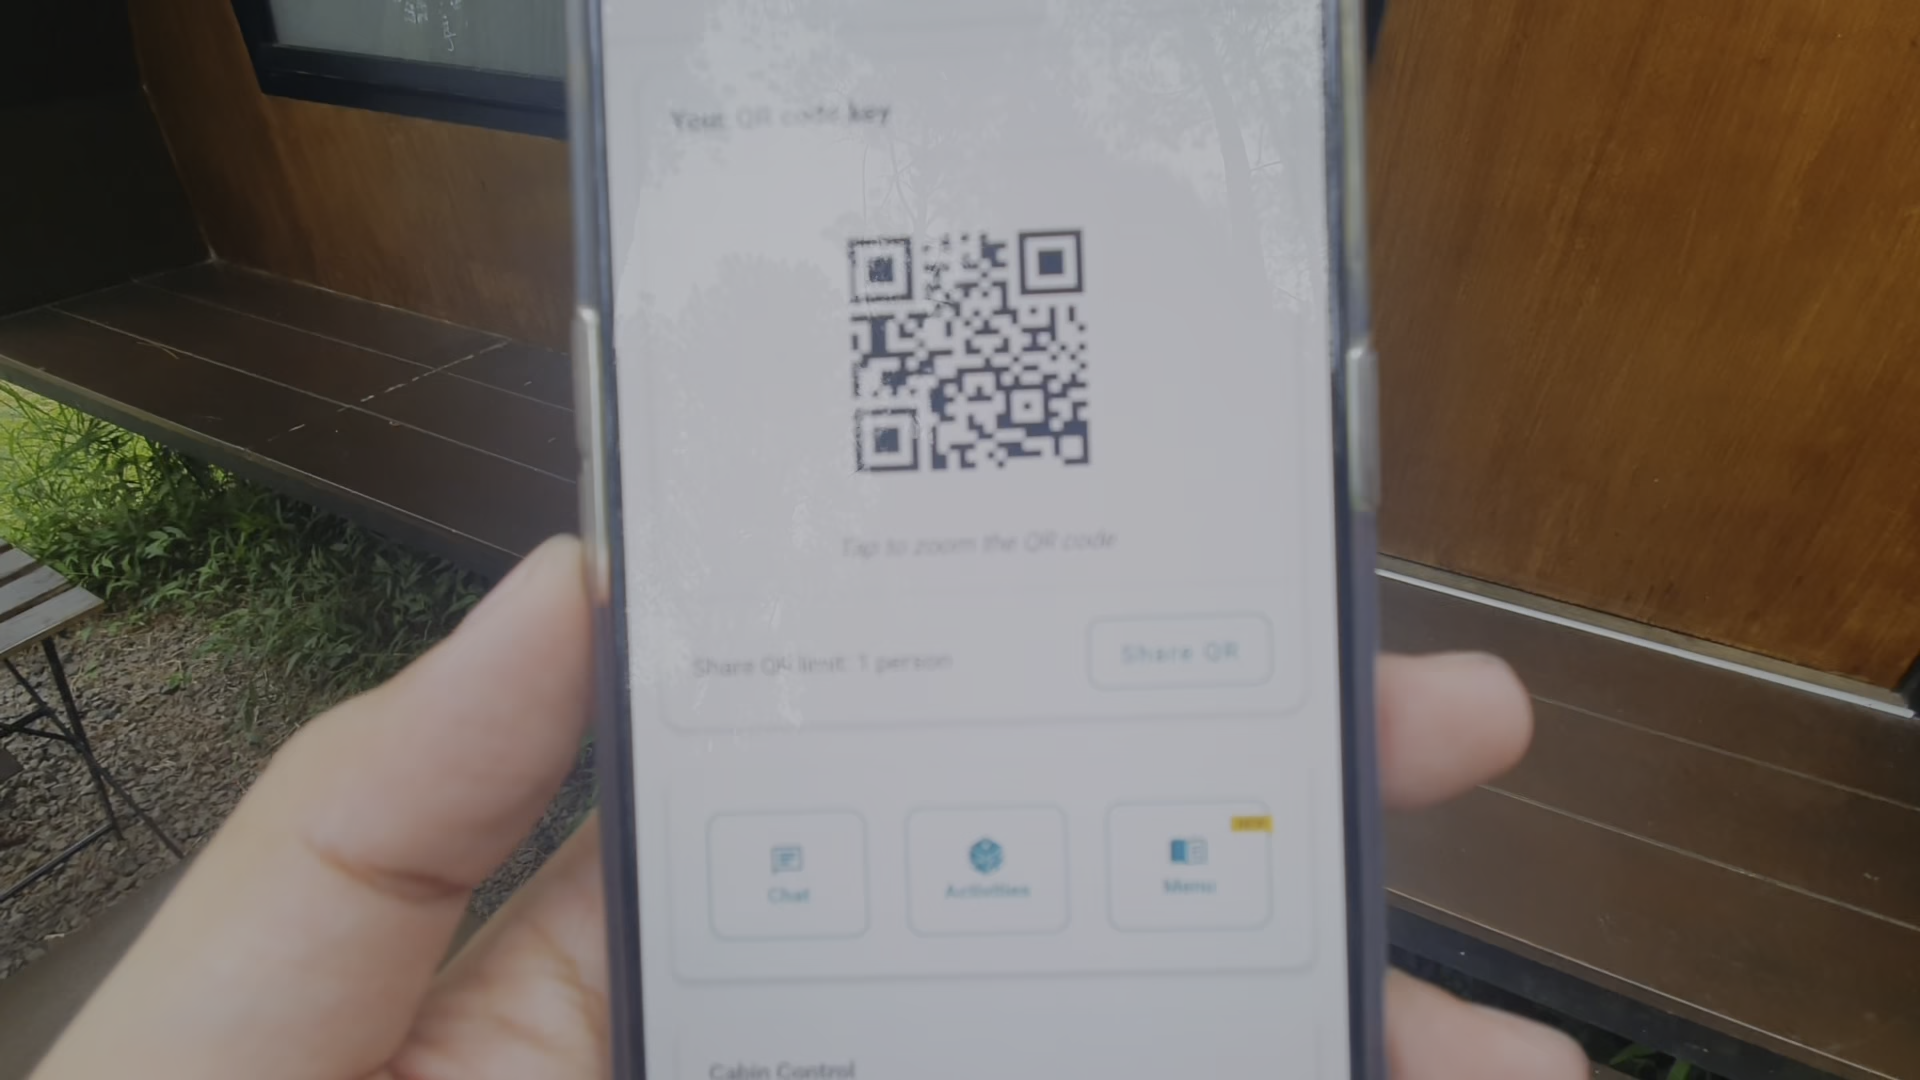 Your QR code key
Tap to zoom the QR code
Share QR limit: 1 person
Share QR
Chat
Activities
Menu
Cabin Control